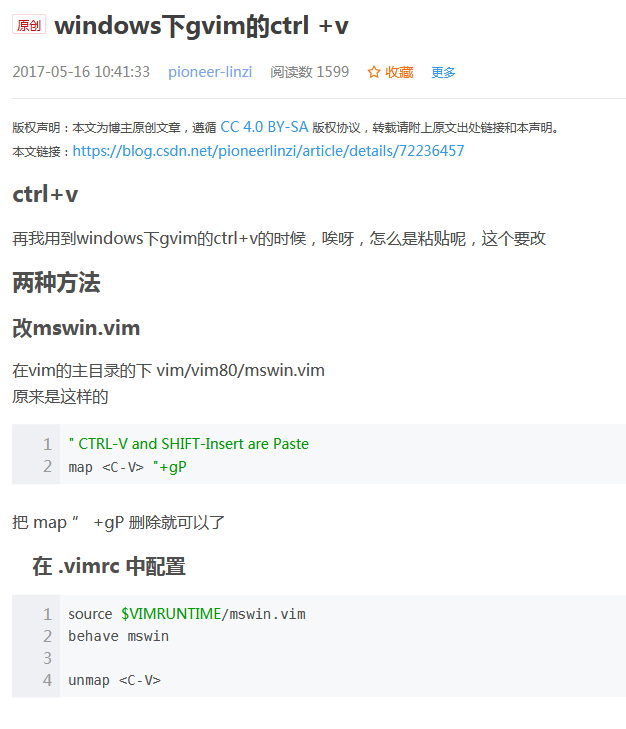 原创 windows下gvim的ctrl +v
2017-05-16 10:41:33 pioneer-linzi 阅读数 1599 收藏 更多
版权声明：本文为博主原创文章，遵循 CC 4.0 BY-SA 版权协议，转载请附上原文出处链接和本声明。
本文链接：https://blog.csdn.net/pioneerlinzi/article/details/72236457
ctrl+v
再我用到windows下gvim的ctrl+v的时候，唉呀，怎么是粘贴呢，这个要改
两种方法
改mswin.vim
在vim的主目录的下 vim/vim80/mswin.vim
原来是这样的
1 " CTRL-V and SHIFT-Insert are Paste
2 map <C-V> "+gP
把 map ” +gP 删除就可以了
在 .vimrc 中配置
1 source $VIMRUNTIME/mswin.vim
2 behave mswin
3
4 unmap <C-V>